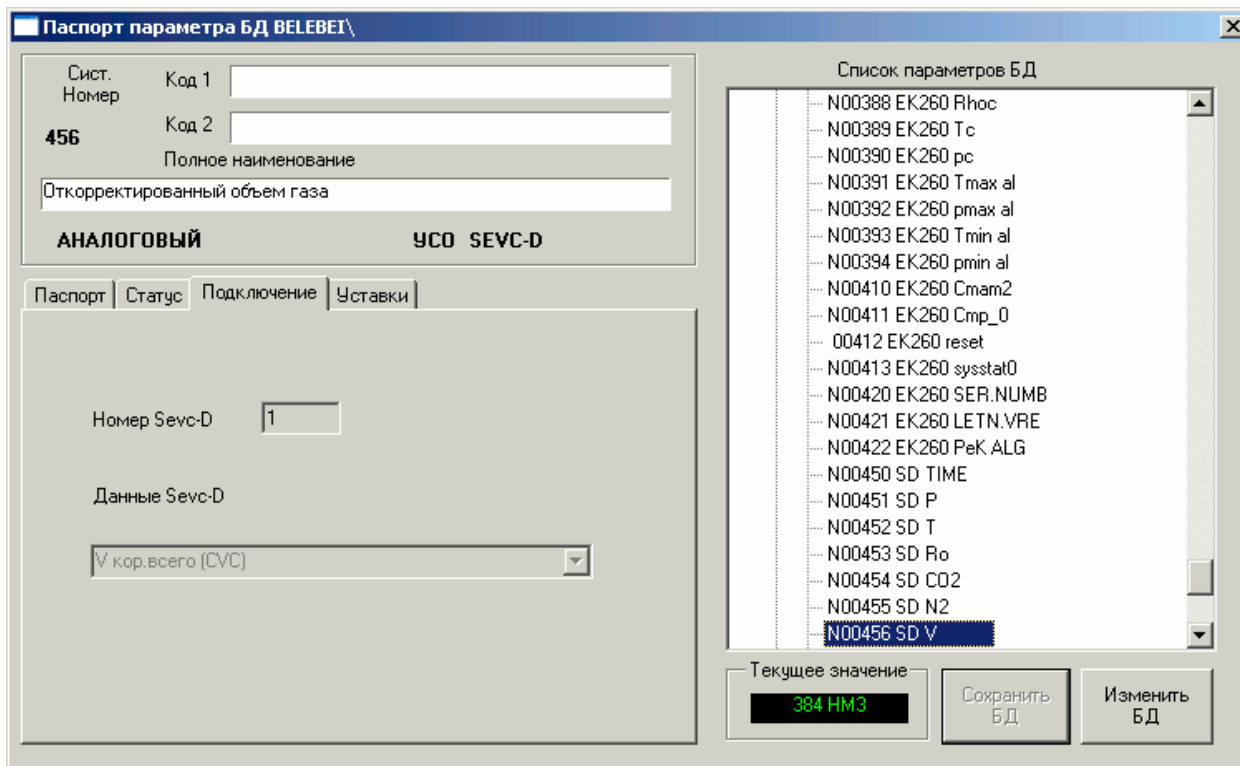 Паспорт параметра БД BELEBEI\
Сист. Номер
Код 1
456
Код 2
Полное наименование
Откорректированный объем газа
АНАЛОГОВЫЙ УСО SEVC-D
Паспорт Статус Подключение Уставки
Номер Sevc-D 1
Данные Sevc-D
V кор.всего (CVC)
Список параметров БД
N00388 EK260 Rhoc
N00389 EK260 Tc
N00390 EK260 pc
N00391 EK260 Tmax al
N00392 EK260 pmax al
N00393 EK260 Tmin al
N00394 EK260 pmin al
N00410 EK260 Cmam2
N00411 EK260 Cmp_0
00412 EK260 reset
N00413 EK260 sysstat0
N00420 EK260 SER.NUMB
N00421 EK260 LETN.VRE
N00422 EK260 PeK ALG
N00450 SD TIME
N00451 SD P
N00452 SD T
N00453 SD Ro
N00454 SD CO2
N00455 SD N2
N00456 SD V
Текущее значение
384 НМ3
Сохранить БД
Изменить БД